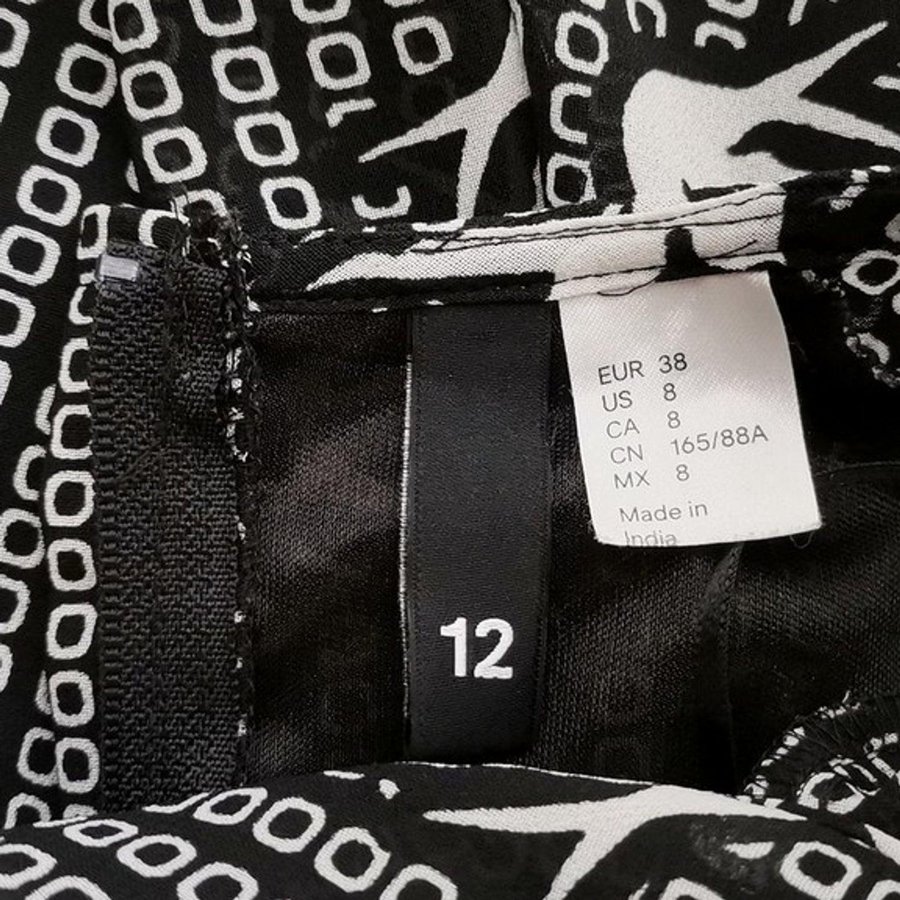 EUR 38
US 8
CA 8
CN 165/88A
MX 8
Made in
India
12